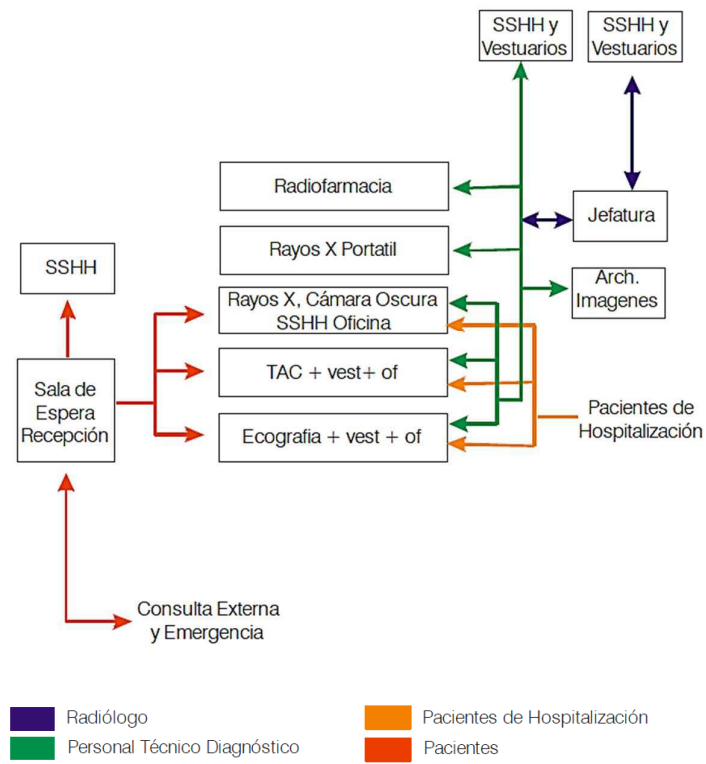 SSHH y
Vestuarios
SSHH y
Vestuarios
Radiofarmacia
Jefatura
Rayos X Portatil
SSHH
Arch.
Imagenes
Rayos X, Cámara Oscura
SSHH Oficina
Sala de
Espera
Recepción
TAC + vest+ of
Ecografia + vest + of
Pacientes de
Hospitalización
Consulta Externa
y Emergencia
Radiólogo
Pacientes de Hospitalización
Personal Técnico Diagnóstico
Pacientes